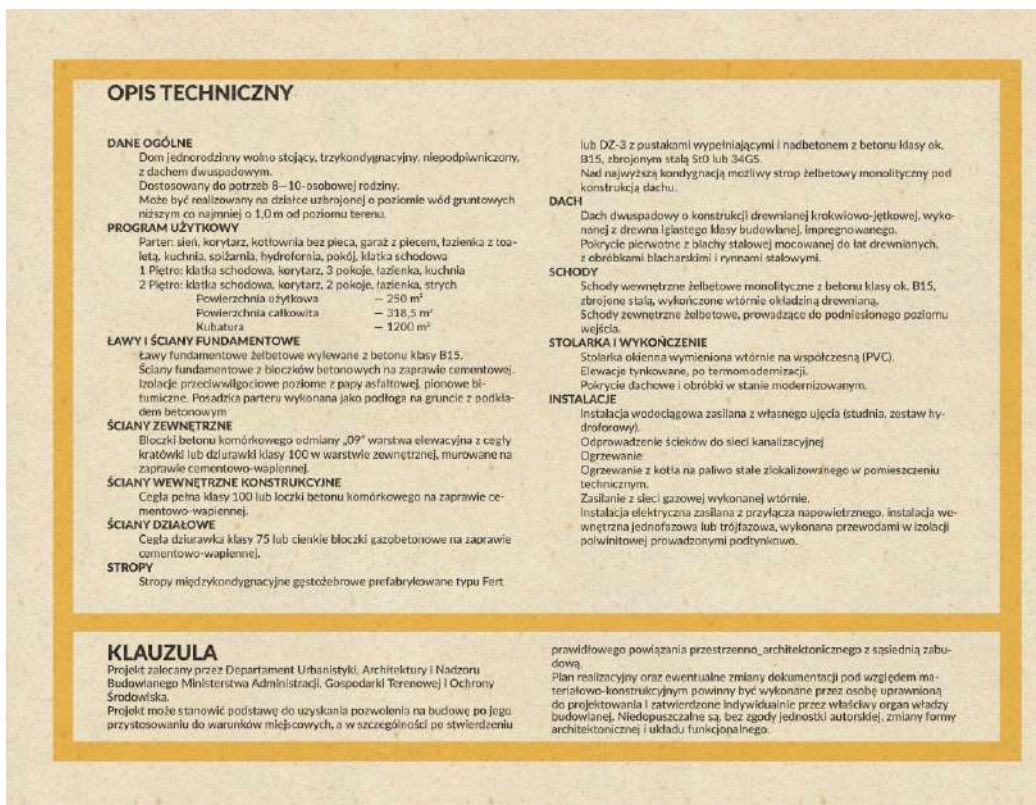 OPIS TECHNICZNY
DANE OGÓLNE
Dom jednorodzinny wolno stojący, trzykondygnacyjny, niepodpiwniczony,
z dachem dwuspadowym.
Dostosowany do potrzeb 8—10-osobowej rodziny.
Może być realizowany na działce uzbrojonej o poziomie wód gruntowych
niższym co najmniej o 1,0 m od poziomu terenu.
PROGRAM UŻYTKOWY
Parter: sień, korytarz, kotłownia bez pieca, garaż z piecem, łazienka z toa-
letą, kuchnia, spiżarnia, hydrofornia, pokój, klatka schodowa
1 Piętro: klatka schodowa, korytarz, 3 pokoje, łazienka, kuchnia
2 Piętro: klatka schodowa, korytarz, 2 pokoje, łazienka, strych
Powierzchnia użytkowa — 250 m²
Powierzchnia całkowita — 318,5 m²
Kubatura — 1200 m²
ŁAWY I ŚCIANY FUNDAMENTOWE
Ławy fundamentowe żelbetowe wylewane z betonu klasy B15.
Ściany fundamentowe z bloczków betonowych na zaprawie cementowej.
Izolacje przeciwwilgociowe poziome z papy asfaltowej, pionowe bi-
tumiczne. Posadzka parteru wykonana jako podłoga na gruncie z podkła-
dem betonowym
ŚCIANY ZEWNĘTRZNE
Bloczki betonu komórkowego odmiany „09” warstwa elewacyjna z cegły
kratówki lub dziurawki klasy 100 w warstwie zewnętrznej, murowane na
zaprawie cementowo-wapiennej.
ŚCIANY WEWNĘTRZNE KONSTRUKCYJNE
Cegła pełna klasy 100 lub loczki betonu komórkowego na zaprawie ce-
mentowo-wapiennej.
ŚCIANY DZIAŁOWE
Cegła dziurawka klasy 75 lub cienkie bloczki gazobetonowe na zaprawie
cementowo-wapiennej.
STROPY
Stropy międzykondygnacyjne gęstożebrowe prefabrykowane typu Fert
lub DZ-3 z pustakami wypełniającymi i nadbetonem z betonu klasy ok.
B15, zbrojonym stalą St0 lub 34GS.
Nad najwyższą kondygnacją możliwy strop żelbetowy monolityczny pod
konstrukcją dachu.
DACH
Dach dwuspadowy o konstrukcji drewnianej krokwiowo-jętkowej, wyko-
nanej z drewna iglastego klasy budowlanej, impregnowanego.
Pokrycie pierwotne z blachy stalowej mocowanej do łat drewnianych,
z obróbkami blacharskimi i rynnami stalowymi.
SCHODY
Schody wewnętrzne żelbetowe monolityczne z betonu klasy ok. B15,
zbrojone stalą, wykończone wtórnie okładziną drewnianą.
Schody zewnętrzne żelbetowe, prowadzące do podniesionego poziomu
wejścia.
STOLARKA I WYKOŃCZENIE
Stolarka okienna wymieniona wtórnie na współczesną (PVC).
Elewacje tynkowane, po termomodernizacji.
Pokrycie dachowe i obróbki w stanie modernizowanym.
INSTALACJE
Instalacja wodociągowa zasilana z własnego ujęcia (studnia, zestaw hy-
droforowy).
Odprowadzenie ścieków do sieci kanalizacyjnej
Ogrzewanie
Ogrzewanie z kotła na paliwo stałe zlokalizowanego w pomieszczeniu
technicznym.
Zasilanie z sieci gazowej wykonanej wtórnie.
Instalacja elektryczna zasilana z przyłącza napowietrznego, instalacja we-
wnętrzna jednofazowa lub trójfazowa, wykonana przewodami w izolacji
polwinitowej prowadzonymi podtynkowo.
KLAUZULA
Projekt zalecany przez Departament Urbanistyki, Architektury i Nadzoru
Budowlanego Ministerstwa Administracji, Gospodarki Terenowej i Ochrony
Środowiska.
Projekt może stanowić podstawę do uzyskania pozwolenia na budowę po jego
przystosowaniu do warunków miejscowych, a w szczególności po stwierdzeniu
prawidłowego powiązania przestrzenno_architektonicznego z sąsiednią zabu-
dową.
Plan realizacyjny oraz ewentualne zmiany dokumentacji pod względem ma-
teriałowo-konstrukcyjnym powinny być wykonane przez osobę uprawnioną
do projektowania i zatwierdzone indywidualnie przez właściwy organ władzy
budowlanej. Niedopuszczalne są, bez zgody jednostki autorskiej, zmiany formy
architektonicznej i układu funkcjonalnego.